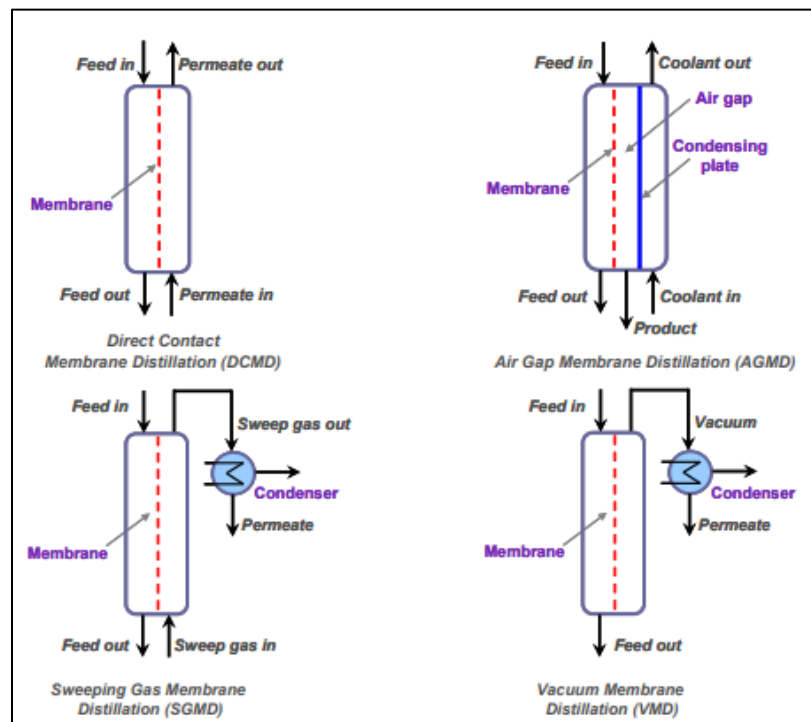 Feed in
Permeate out
Membrane
Feed out
Permeate in
Direct Contact
Membrane Distillation (DCMD)
Feed in
Coolant out
Air gap
Condensing
plate
Membrane
Feed out
Coolant in
Product
Air Gap Membrane Distillation (AGMD)
Feed in
Sweep gas out
Condenser
Permeate
Membrane
Feed out
Sweep gas in
Sweeping Gas Membrane
Distillation (SGMD)
Feed in
Vacuum
Condenser
Permeate
Membrane
Feed out
Vacuum Membrane
Distillation (VMD)